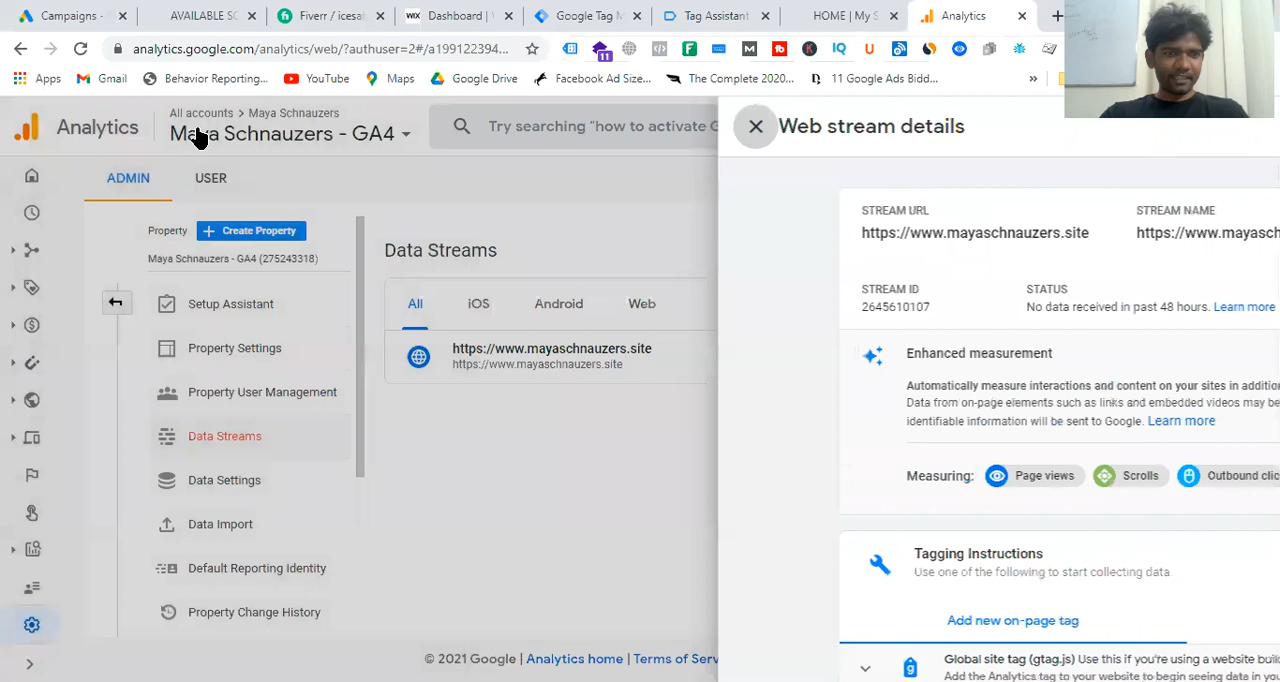 Campaigns -
AVAILABLE SC
Fiverr / icesat
Dashboard |
Google Tag M
Tag Assistant
HOME | My S
Analytics
analytics.google.com/analytics/web/?authuser=2#/a199122394...
11
Apps
Gmail
Behavior Reporting...
YouTube
Maps
Google Drive
Facebook Ad Size...
The Complete 2020...
11 Google Ads Bidd...
Analytics
All accounts > Maya Schnauzers
Maya Schnauzers - GA4
Try searching "how to activate G
Web stream details
ADMIN
USER
Property
Create Property
Maya Schnauzers - GA4 (275243318)
Setup Assistant
Property Settings
Property User Management
Data Streams
Data Settings
Data Import
Default Reporting Identity
Property Change History
Data Streams
All
iOS
Android
Web
https://www.mayaschnauzers.site
https://www.mayaschnauzers.site
© 2021 Google | Analytics home | Terms of Serv
STREAM URL
https://www.mayaschnauzers.site
STREAM NAME
https://www.mayasch
STREAM ID
2645610107
STATUS
No data received in past 48 hours. Learn more
Enhanced measurement
Automatically measure interactions and content on your sites in additio
Data from on-page elements such as links and embedded videos may be
identifiable information will be sent to Google. Learn more
Measuring:
Page views
Scrolls
Outbound clic
Tagging Instructions
Use one of the following to start collecting data.
Add new on-page tag
Global site tag (gtag.js) Use this if you're using a website build
Add the Analytics tag to your website to begin seeing data in you